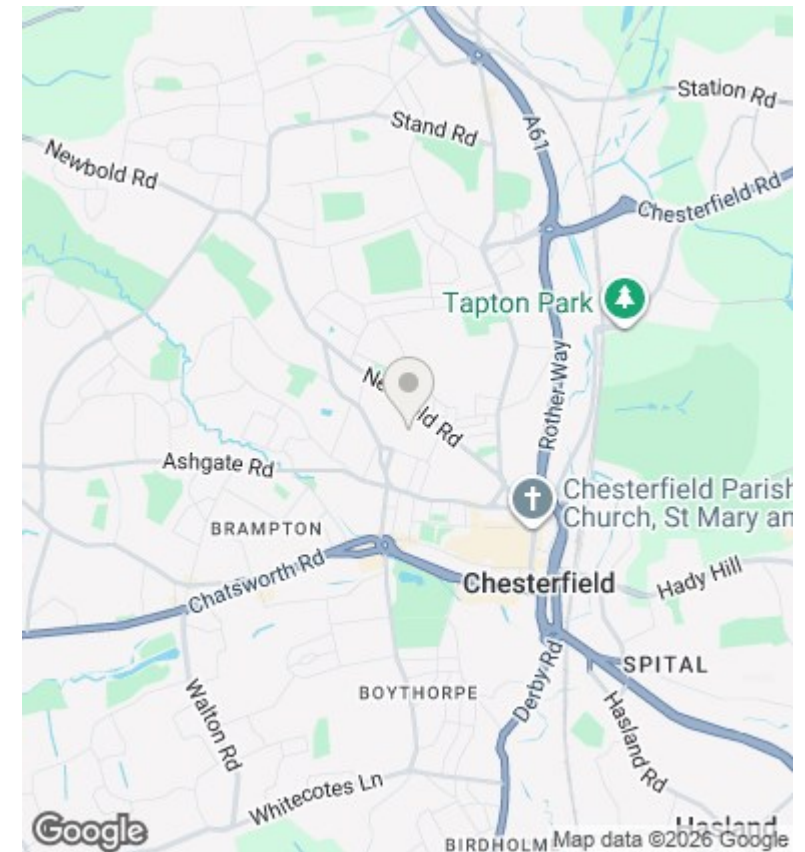 Station Rd
Stand Rd
A61
Newbold Rd
Chesterfield Rd
Tapton Park
Rother Way
Rd
Ashgate Rd
Chesterfield Parish
Church, St Mary an
BRAMPTON
Chatsworth Rd
Chesterfield
Hady Hill
SPITAL
Derby Rd
BOYTHORPE
Walton Rd
Hasland Rd
Whitecotes Ln
Google
BIRDHOLM
Map data ©2026 Google